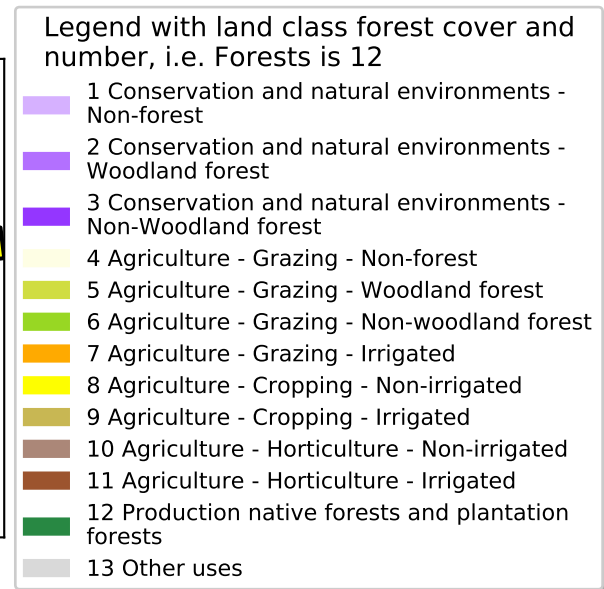 Legend with land class forest cover and
number, i.e. Forests is 12
1 Conservation and natural environments -
Non-forest
2 Conservation and natural environments -
Woodland forest
3 Conservation and natural environments -
Non-Woodland forest
4 Agriculture - Grazing - Non-forest
5 Agriculture - Grazing - Woodland forest
6 Agriculture - Grazing - Non-woodland forest
7 Agriculture - Grazing - Irrigated
8 Agriculture - Cropping - Non-irrigated
9 Agriculture - Cropping - Irrigated
10 Agriculture - Horticulture - Non-irrigated
11 Agriculture - Horticulture - Irrigated
12 Production native forests and plantation
forests
13 Other uses